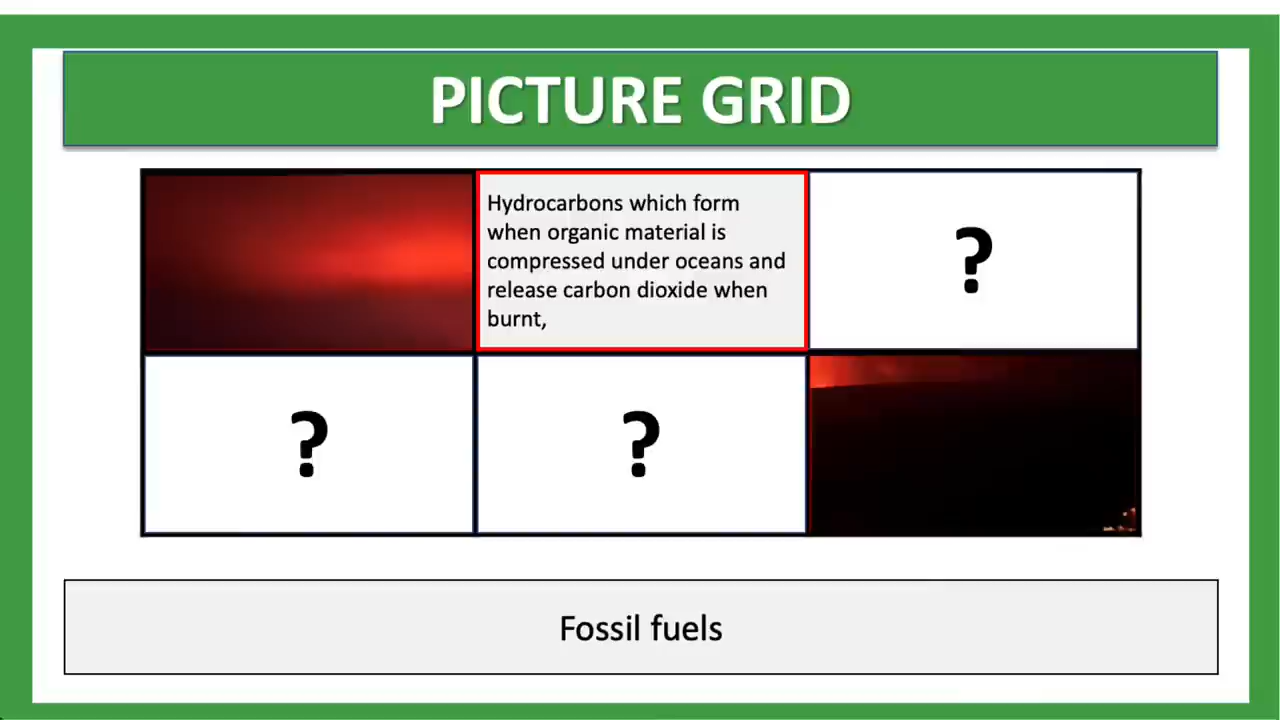 PICTURE GRID
Hydrocarbons which form
when organic material is
compressed under oceans and
release carbon dioxide when
burnt,
?
?
?
Fossil fuels